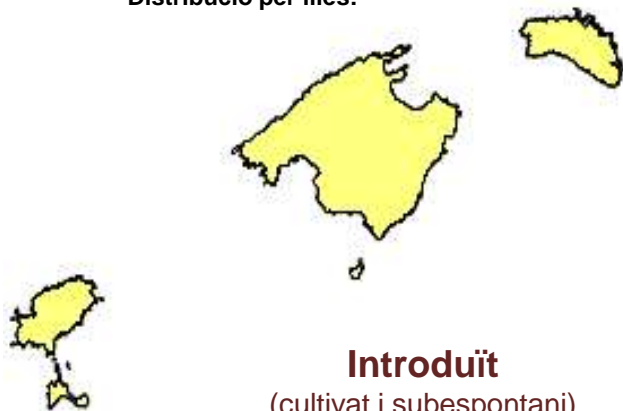 Distribució per illes:
Introduït
(cultivat i subespontani)